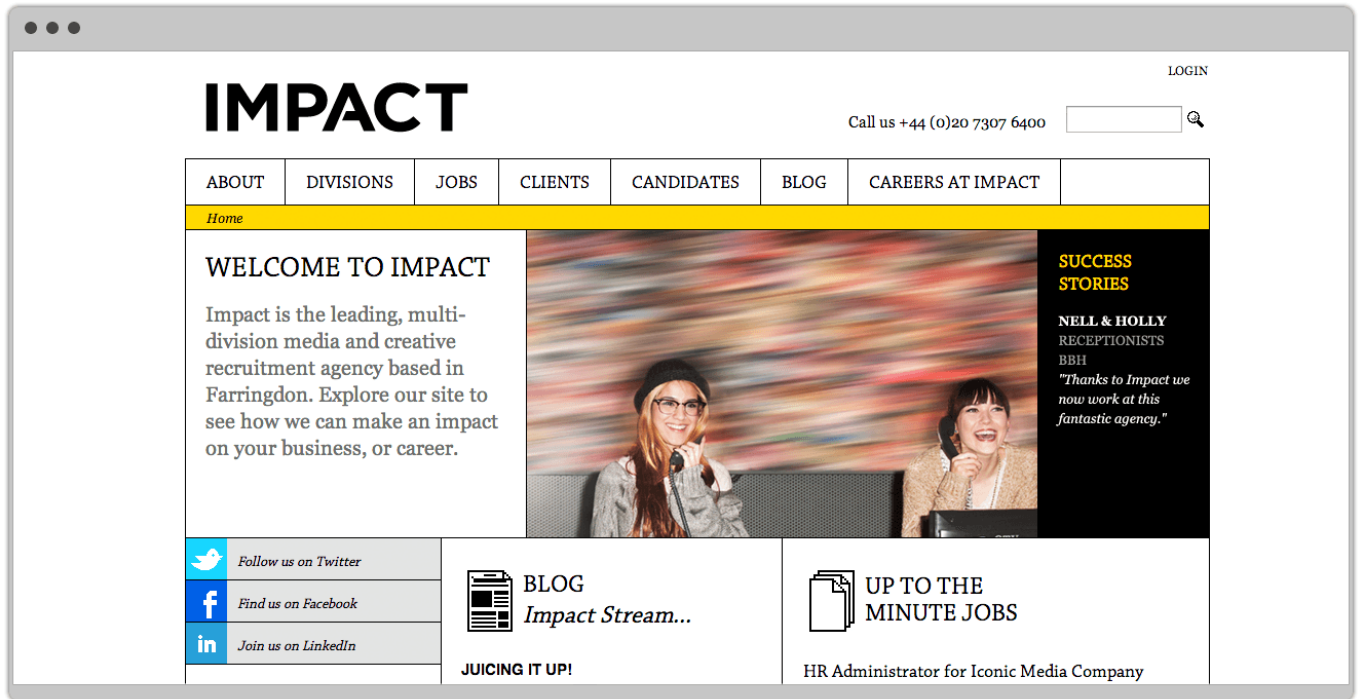 LOGIN
IMPACT
Call us +44 (0)20 7307 6400
ABOUT DIVISIONS JOBS CLIENTS CANDIDATES BLOG CAREERS AT IMPACT
Home
WELCOME TO IMPACT
Impact is the leading, multi-
division media and creative
recruitment agency based in
Farringdon. Explore our site to
see how we can make an impact
on your business, or career.
SUCCESS
STORIES
NELL & HOLLY
RECEPTIONISTS
BBH
"Thanks to Impact we
now work at this
fantastic agency."
Follow us on Twitter
f Find us on Facebook
in Join us on LinkedIn
BLOG
Impact Stream...
JUICING IT UP!
UP TO THE
MINUTE JOBS
HR Administrator for Iconic Media Company